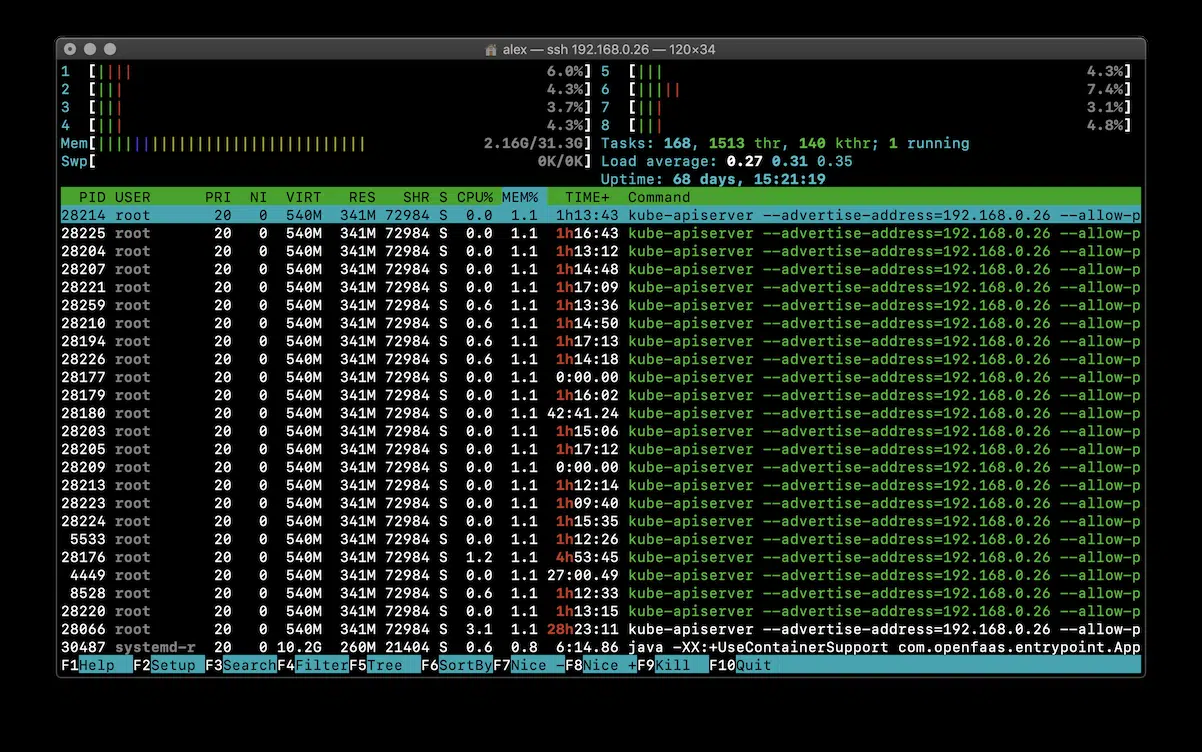 alex — ssh 192.168.0.26 — 120×34
1 [|||| 6.0%] 5 [||| 4.3%]
2 [||| 4.3%] 6 [||||| 7.4%]
3 [||| 3.7%] 7 [||| 3.1%]
4 [||| 4.3%] 8 [||| 4.8%]
Mem[|||||||||||||||||||||||||||||| 2.16G/31.3G] Tasks: 168, 1513 thr, 140 kthr; 1 running
Swp[ 0K/0K] Load average: 0.27 0.31 0.35
Uptime: 68 days, 15:21:19
PID USER PRI NI VIRT RES SHR S CPU% MEM% TIME+ Command
28214 root 20 0 540M 341M 72984 S 0.0 1.1 1h13:43 kube-apiserver --advertise-address=192.168.0.26 --allow-p
28225 root 20 0 540M 341M 72984 S 0.0 1.1 1h16:43 kube-apiserver --advertise-address=192.168.0.26 --allow-p
28204 root 20 0 540M 341M 72984 S 0.0 1.1 1h13:12 kube-apiserver --advertise-address=192.168.0.26 --allow-p
28207 root 20 0 540M 341M 72984 S 0.0 1.1 1h14:48 kube-apiserver --advertise-address=192.168.0.26 --allow-p
28221 root 20 0 540M 341M 72984 S 0.0 1.1 1h17:09 kube-apiserver --advertise-address=192.168.0.26 --allow-p
28259 root 20 0 540M 341M 72984 S 0.6 1.1 1h13:36 kube-apiserver --advertise-address=192.168.0.26 --allow-p
28210 root 20 0 540M 341M 72984 S 0.6 1.1 1h14:50 kube-apiserver --advertise-address=192.168.0.26 --allow-p
28194 root 20 0 540M 341M 72984 S 0.6 1.1 1h17:13 kube-apiserver --advertise-address=192.168.0.26 --allow-p
28226 root 20 0 540M 341M 72984 S 0.6 1.1 1h14:18 kube-apiserver --advertise-address=192.168.0.26 --allow-p
28177 root 20 0 540M 341M 72984 S 0.0 1.1 0:00.00 kube-apiserver --advertise-address=192.168.0.26 --allow-p
28179 root 20 0 540M 341M 72984 S 0.0 1.1 1h16:02 kube-apiserver --advertise-address=192.168.0.26 --allow-p
28180 root 20 0 540M 341M 72984 S 0.0 1.1 42:41.24 kube-apiserver --advertise-address=192.168.0.26 --allow-p
28203 root 20 0 540M 341M 72984 S 0.0 1.1 1h15:06 kube-apiserver --advertise-address=192.168.0.26 --allow-p
28205 root 20 0 540M 341M 72984 S 0.0 1.1 1h17:12 kube-apiserver --advertise-address=192.168.0.26 --allow-p
28209 root 20 0 540M 341M 72984 S 0.0 1.1 0:00.00 kube-apiserver --advertise-address=192.168.0.26 --allow-p
28213 root 20 0 540M 341M 72984 S 0.0 1.1 1h12:14 kube-apiserver --advertise-address=192.168.0.26 --allow-p
28223 root 20 0 540M 341M 72984 S 0.0 1.1 1h09:40 kube-apiserver --advertise-address=192.168.0.26 --allow-p
28224 root 20 0 540M 341M 72984 S 0.0 1.1 1h15:35 kube-apiserver --advertise-address=192.168.0.26 --allow-p
5533 root 20 0 540M 341M 72984 S 0.0 1.1 1h12:26 kube-apiserver --advertise-address=192.168.0.26 --allow-p
28176 root 20 0 540M 341M 72984 S 1.2 1.1 4h53:45 kube-apiserver --advertise-address=192.168.0.26 --allow-p
4449 root 20 0 540M 341M 72984 S 0.0 1.1 27:00.49 kube-apiserver --advertise-address=192.168.0.26 --allow-p
8528 root 20 0 540M 341M 72984 S 0.6 1.1 1h12:33 kube-apiserver --advertise-address=192.168.0.26 --allow-p
28220 root 20 0 540M 341M 72984 S 0.0 1.1 1h13:15 kube-apiserver --advertise-address=192.168.0.26 --allow-p
28066 root 20 0 540M 341M 72984 S 3.1 1.1 28h23:11 kube-apiserver --advertise-address=192.168.0.26 --allow-p
30487 systemd-r 20 0 10.2G 260M 21404 S 0.6 0.8 6:14.86 java -XX:+UseContainerSupport com.openfaas.entrypoint.App
F1Help F2Setup F3SearchF4FilterF5Tree F6SortByF7Nice -F8Nice +F9Kill F10Quit